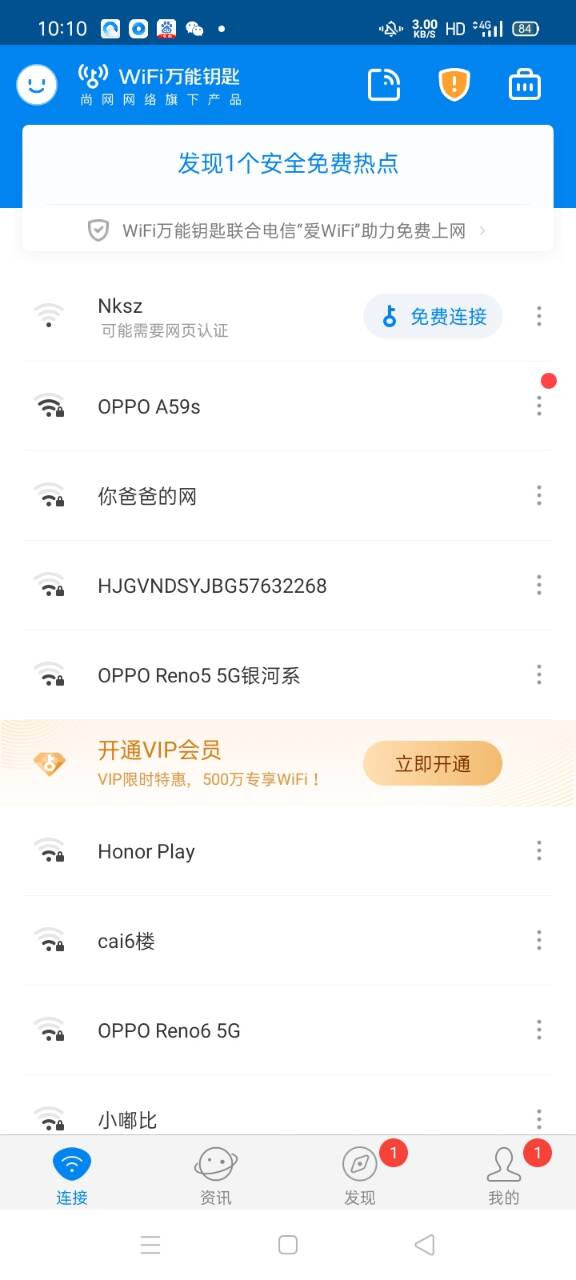 10:10
3.00 KB/S HD 4G 84
WiFi万能钥匙
尚网网络旗下产品
发现1个安全免费热点
WiFi万能钥匙联合电信“爱WiFi”助力免费上网
Nksz
可能需要网页认证
免费连接
OPPO A59s
你爸爸的网
HJGVNDSYJBG57632268
OPPO Reno5 5G银河系
开通VIP会员
VIP限时特惠，500万专享WiFi！
立即开通
Honor Play
cai6楼
OPPO Reno6 5G
小嘟比
1
1
连接
资讯
发现
我的